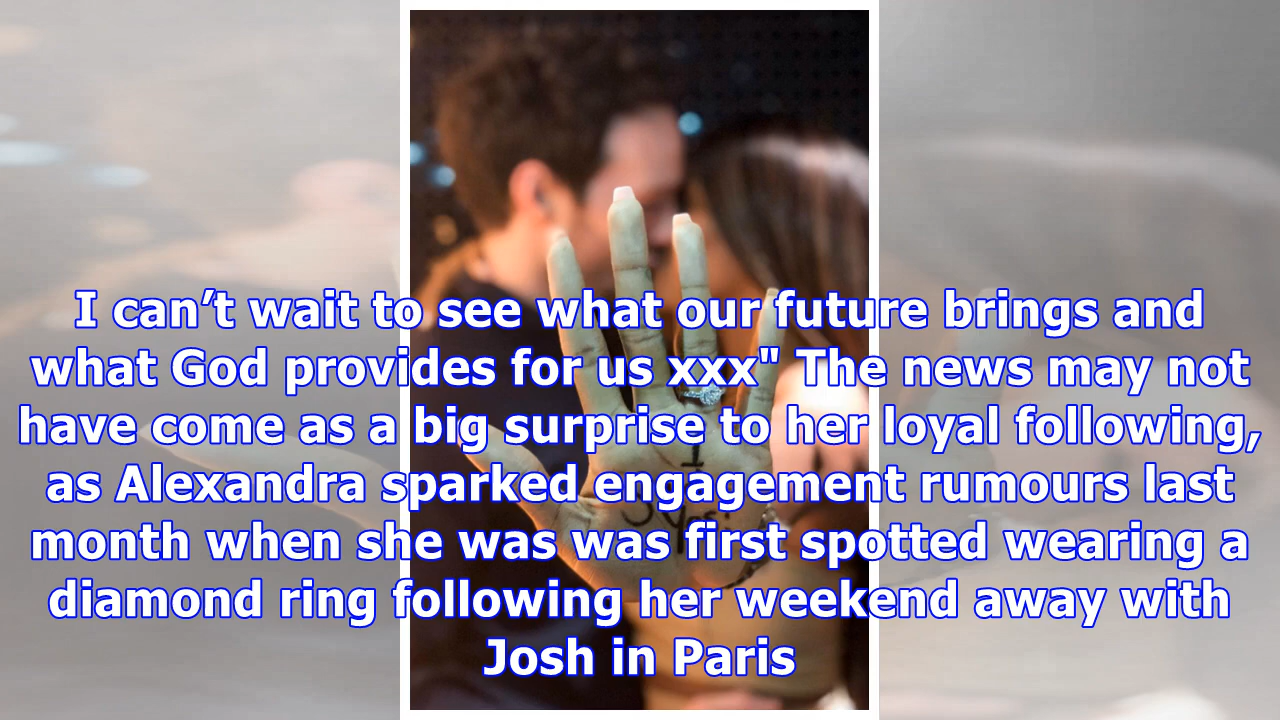 I can’t wait to see what our future brings and
what God provides for us xxx" The news may not
have come as a big surprise to her loyal following,
as Alexandra sparked engagement rumours last
month when she was was first spotted wearing a
diamond ring following her weekend away with
Josh in Paris